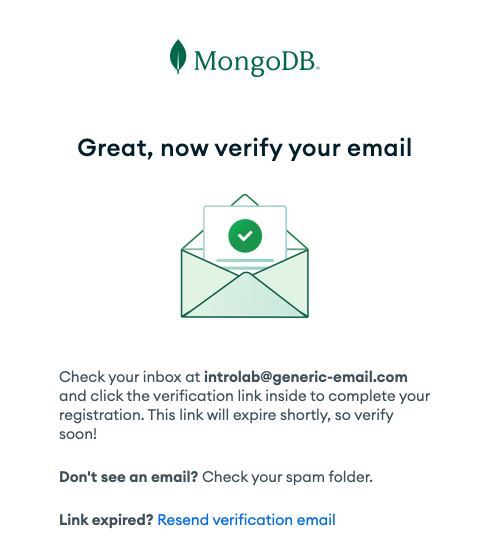 MongoDB.
Great, now verify your email
Check your inbox at introlab@generic-email.com
and click the verification link inside to complete your
registration. This link will expire shortly, so verify
soon!
Don't see an email? Check your spam folder.
Link expired? Resend verification email